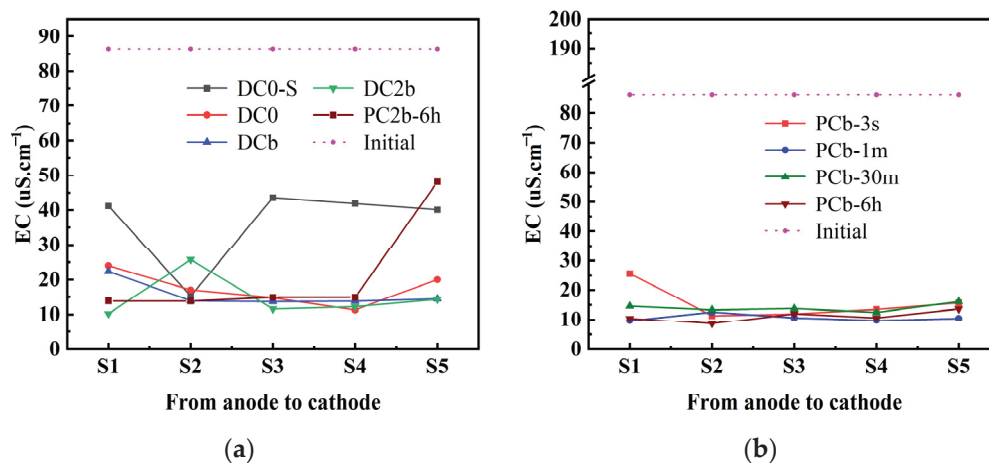 90
80
70
60
50
40
30
20
10
0
EC (uS.cm⁻¹)
DC0-S
DC0
DCb
DC2b
PC2b-6h
Initial
S1 S2 S3 S4 S5
From anode to cathode
(a)
200
190
80
70
60
50
40
30
20
10
0
EC (uS.cm⁻¹)
PCb-3s
PCb-1m
PCb-30m
PCb-6h
Initial
S1 S2 S3 S4 S5
From anode to cathode
(b)